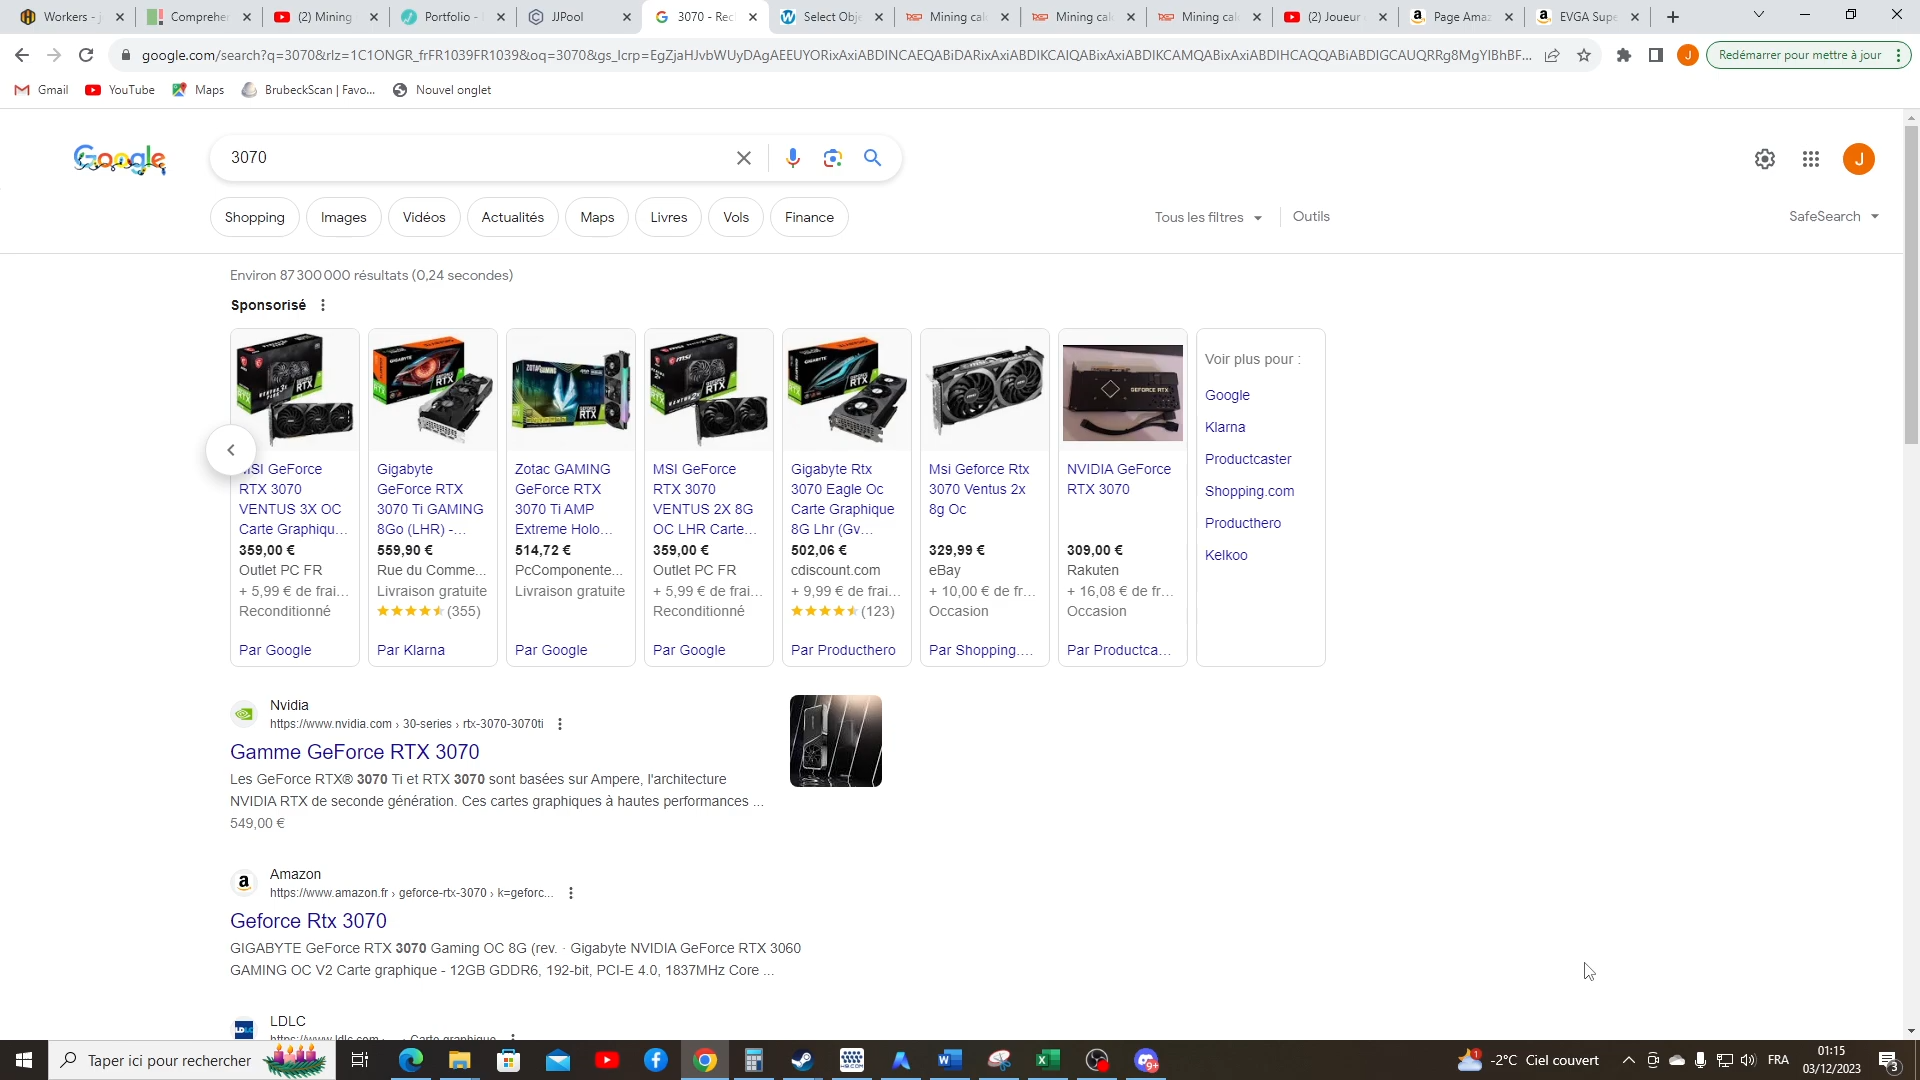 Workers - j
Compreher
(2) Mining
Portfolio -
JJPool
3070 - Rec
Select Obje
Mining calc
Mining calc
Mining calc
(2) Joueur
Page Amaz
EVGA Supe
google.com/search?q=3070&rlz=1C1ONGR_frFR1039FR1039&oq=3070&gs_lcrp=EgZjaHJvbWUyDAgAEEUYORixAxiABDINCAEQABiDARixAxiABDIKCAIQABixAxiABDIKCAMQABixAxiABDIHCAQQABiABDIGCAUQRRg8MgYIBhBF...
Redémarrer pour mettre à jour
Gmail
YouTube
Maps
BrubeckScan | Favo...
Nouvel onglet
Google
3070
J
Shopping
Images
Vidéos
Actualités
Maps
Livres
Vols
Finance
Tous les filtres
Outils
SafeSearch
Environ 87 300 000 résultats (0,24 secondes)
Sponsorisé
MSI GeForce
RTX 3070
VENTUS 3X OC
Carte Graphiqu...
359,00 €
Outlet PC FR
+ 5,99 € de frai...
Reconditionné
Par Google
Gigabyte
GeForce RTX
3070 Ti GAMING
8Go (LHR) -...
559,90 €
Rue du Comme...
Livraison gratuite
(355)
Par Klarna
Zotac GAMING
GeForce RTX
3070 Ti AMP
Extreme Holo...
514,72 €
PcComponente...
Livraison gratuite
Par Google
MSI GeForce
RTX 3070
VENTUS 2X 8G
OC LHR Carte...
359,00 €
Outlet PC FR
+ 5,99 € de frai...
Reconditionné
Par Google
Gigabyte Rtx
3070 Eagle Oc
Carte Graphique
8G Lhr (Gv...
502,06 €
cdiscount.com
+ 9,99 € de frai...
(123)
Par Producthero
Msi Geforce Rtx
3070 Ventus 2x
8g Oc
329,99 €
eBay
+ 10,00 € de fr...
Occasion
Par Shopping....
GEFORCE RTX
NVIDIA GeForce
RTX 3070
309,00 €
Rakuten
+ 16,08 € de fr...
Occasion
Par Productca...
Voir plus pour :
Google
Klarna
Productcaster
Shopping.com
Producthero
Kelkoo
Nvidia
https://www.nvidia.com › 30-series › rtx-3070-3070ti
Gamme GeForce RTX 3070
Les GeForce RTX® 3070 Ti et RTX 3070 sont basées sur Ampere, l'architecture
NVIDIA RTX de seconde génération. Ces cartes graphiques à hautes performances ...
549,00 €
Amazon
https://www.amazon.fr › geforce-rtx-3070 › k=geforc...
Geforce Rtx 3070
GIGABYTE GeForce RTX 3070 Gaming OC 8G (rev. · Gigabyte NVIDIA GeForce RTX 3060
GAMING OC V2 Carte graphique - 12GB GDDR6, 192-bit, PCI-E 4.0, 1837MHz Core ...
LDLC
Taper ici pour rechercher
-2°C Ciel couvert
FRA
01:15
03/12/2023
3